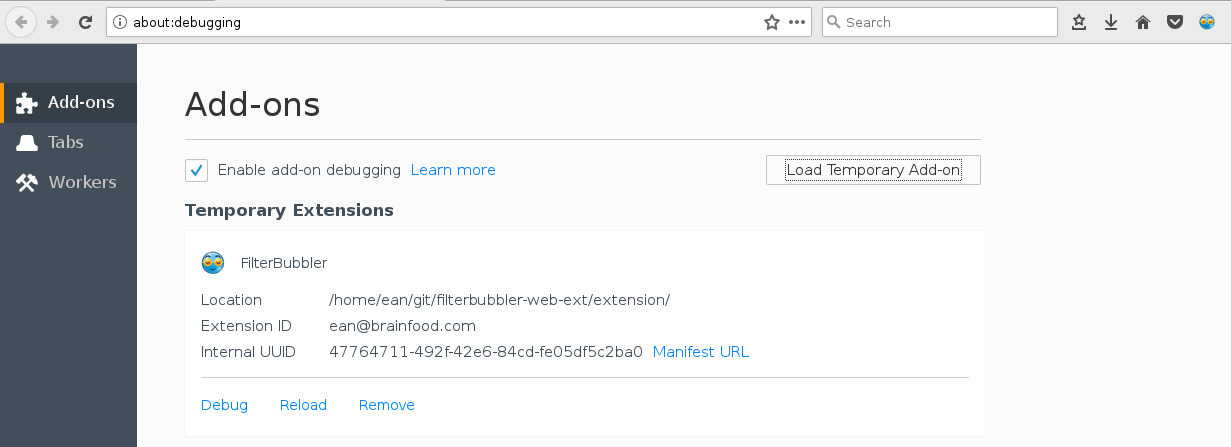 about:debugging
Search
Add-ons
Tabs
Workers
Add-ons
Enable add-on debugging Learn more
Load Temporary Add-on
Temporary Extensions
FilterBubbler
Location /home/ean/git/filterbubbler-web-ext/extension/
Extension ID ean@brainfood.com
Internal UUID 47764711-492f-42e6-84cd-fe05df5c2ba0 Manifest URL
Debug Reload Remove